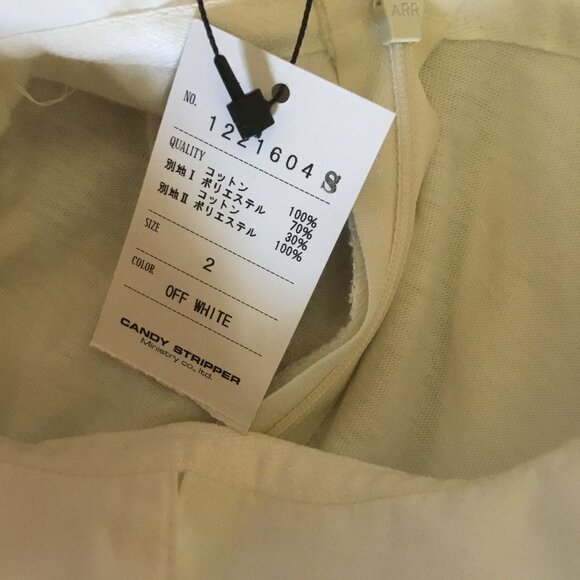 NO. 1221604 S
QUALITY
コットン 100%
別地Ⅰ ポリエステル 70%
コットン 30%
別地Ⅱ ポリエステル 100%
SIZE 2
COLOR OFF WHITE
CANDY STRIPPER
Ministry co., ltd.
ARR